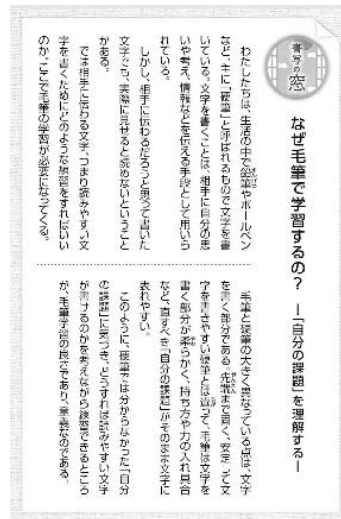 書写の窓
なぜ毛筆で学習するの？ ―「自分の課題」を理解する―
わたしたちは、生活の中で鉛筆やボールペン
など、主に「硬筆」と呼ばれるもので文字を書
いている。文字を書くことは、相手に自分の思
いや考え、情報などを伝える手段として用いら
れている。
しかし、相手に伝わるだろうと思って書いた
文字でも、実際に見せると読めないということ
がある。
では相手に伝わる文字、つまり読みやすい文
字を書くためにどのような練習をすればいい
のか、ここで毛筆の学習が必要になってくる。
毛筆と硬筆の大きく異なっている点は、文字
を書く部分である。先端まで固く、安定して文
字を書きやすい硬筆とは違って、毛筆は文字を
書く部分が柔らかく、持ち方や力の入れ具合
など、直すべき「自分の課題」がそのまま文字に
表れやすい。
このように、硬筆では分からなかった「自分
の課題」に気づき、どうすれば読みやすい文字
が書けるのかを考えながら練習できるところ
が、毛筆学習の良さであり、意義なのである。